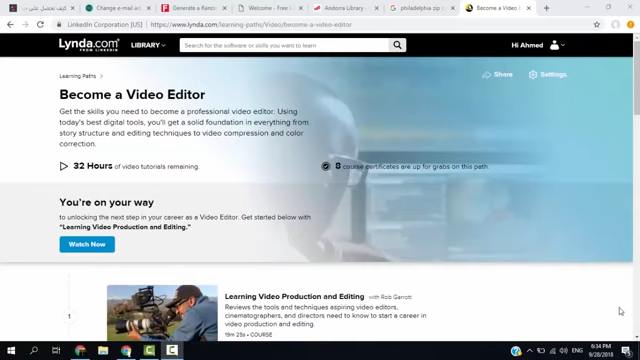 كيف تحصل على
Change e-mail ad
Generate a Rando
Welcome - Free
Andorra Library -
philadelphia zip c
Become a Video
LinkedIn Corporation [US] | https://www.lynda.com/learning-paths/Video/become-a-video-editor
Lynda.com
FROM LINKEDIN
LIBRARY
Search for the software or skills you want to learn
Hi Ahmed
Learning Paths
Share
Settings
Become a Video Editor
Get the skills you need to become a professional video editor. Using
today's best digital tools, you'll get a solid foundation in everything from
story structure and editing techniques to video compression and color
correction.
32 Hours of video tutorials remaining.
8 course certificates are up for grabs on this path.
You're on your way
to unlocking the next step in your career as a Video Editor. Get started below with
"Learning Video Production and Editing."
Watch Now
1
Learning Video Production and Editing with Rob Garrott
Reviews the tools and techniques aspiring video editors,
cinematographers, and directors need to know to start a career in
video production and editing.
19m 25s • COURSE
ENG
6:34 PM
9/28/2018